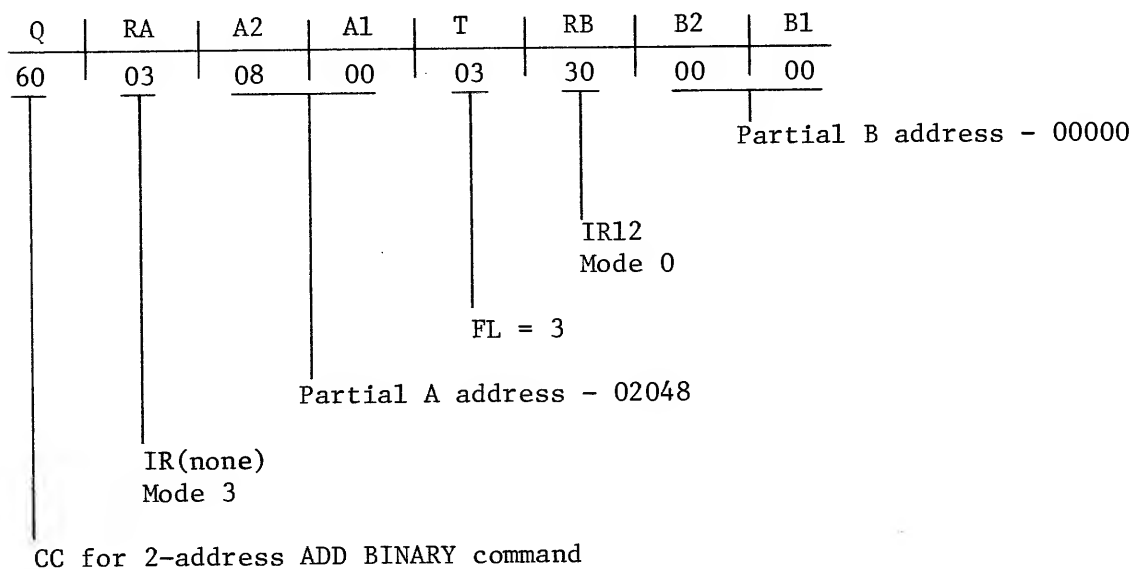 Q | RA | A2 | A1 | T | RB | B2 | B1
60 | 03 | 08 | 00 | 03 | 30 | 00 | 00
Partial B address - 00000
IR12
Mode 0
FL = 3
Partial A address - 02048
IR(none)
Mode 3
CC for 2-address ADD BINARY command